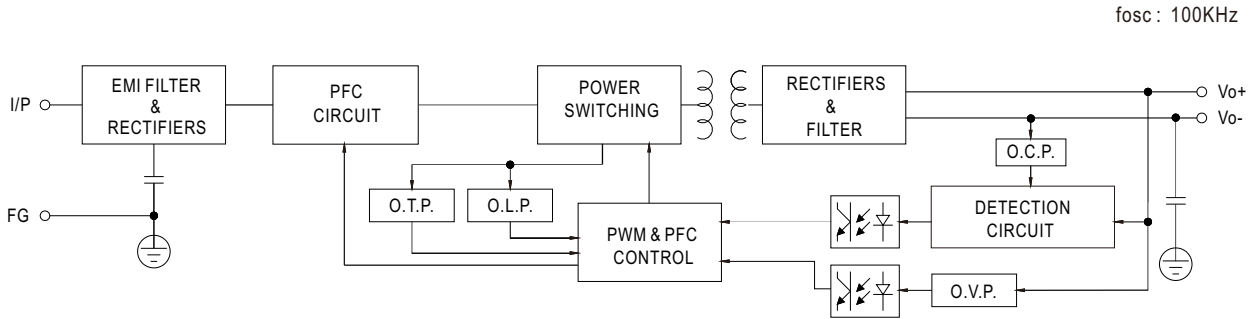 fosc : 100KHz
I/P
EMI FILTER
&
RECTIFIERS
PFC
CIRCUIT
POWER
SWITCHING
RECTIFIERS
&
FILTER
Vo+
Vo-
O.C.P.
FG
O.T.P.
O.L.P.
PWM & PFC
CONTROL
DETECTION
CIRCUIT
O.V.P.